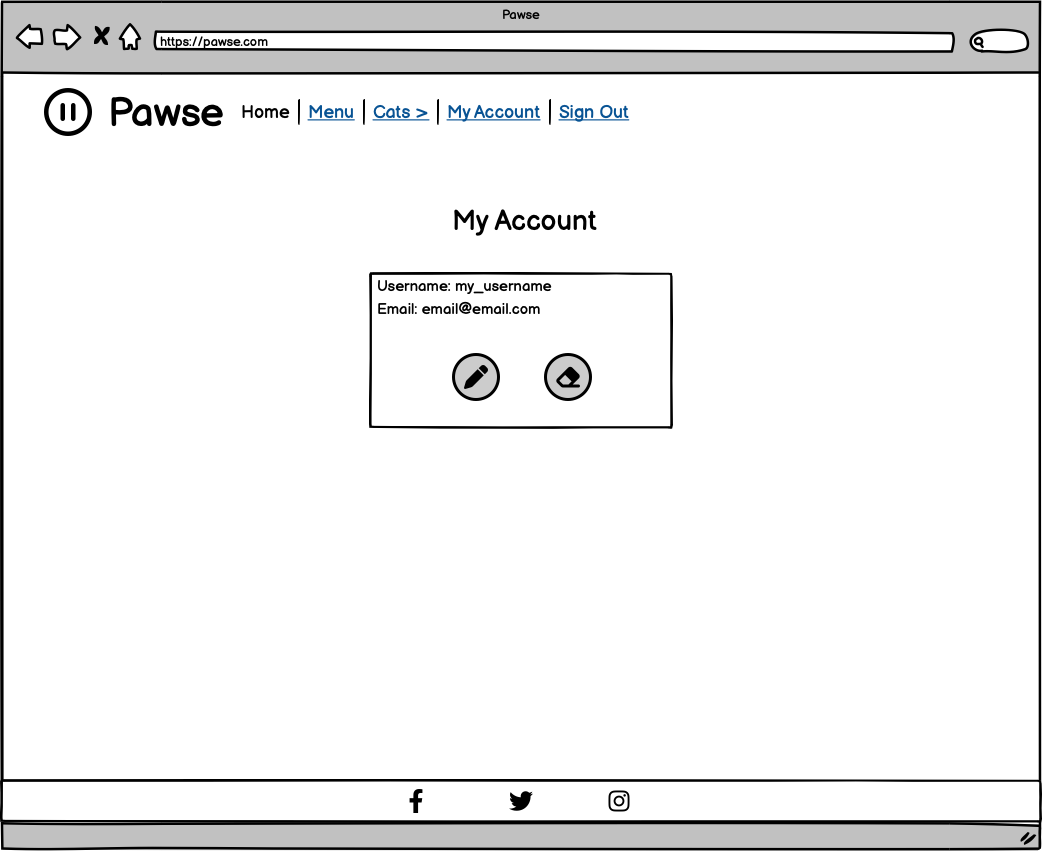 Pawse
https://pawse.com
Pawse Home Menu Cats > My Account Sign Out
My Account
Username: my_username
Email: email@email.com